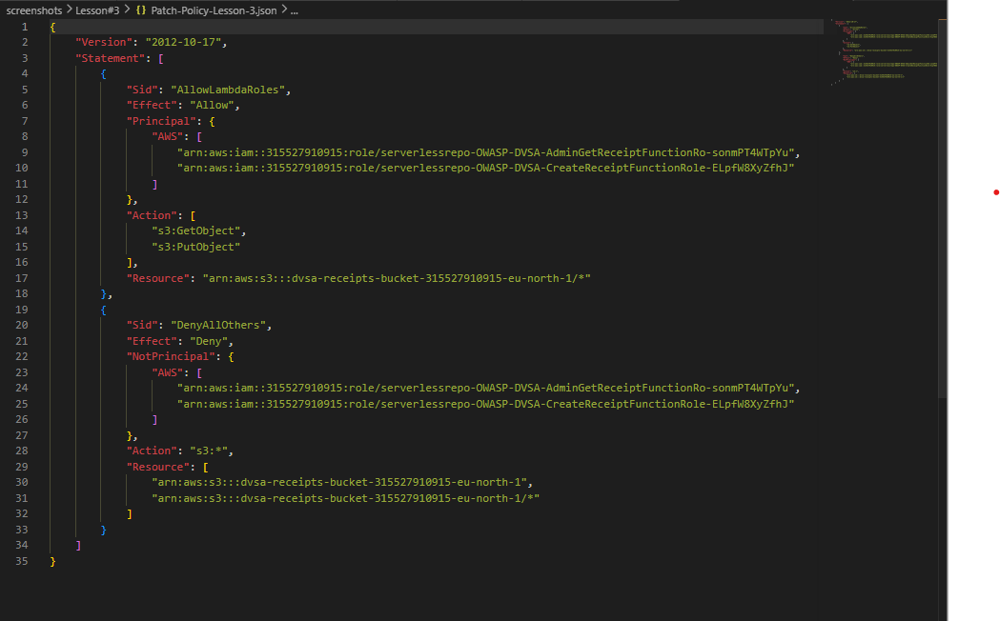 screenshots > Lesson#3 > {} Patch-Policy-Lesson-3.json > ...
1 {
2     "Version": "2012-10-17",
3     "Statement": [
4         {
5             "Sid": "AllowLambdaRoles",
6             "Effect": "Allow",
7             "Principal": {
8                 "AWS": [
9                     "arn:aws:iam::315527910915:role/serverlessrepo-OWASP-DVSA-AdminGetReceiptFunctionRo-sonmPT4WTpYu",
10                     "arn:aws:iam::315527910915:role/serverlessrepo-OWASP-DVSA-CreateReceiptFunctionRole-ELpfW8XyZfhJ"
11                 ]
12             },
13             "Action": [
14                 "s3:GetObject",
15                 "s3:PutObject"
16             ],
17             "Resource": "arn:aws:s3:::dvsa-receipts-bucket-315527910915-eu-north-1/*"
18         },
19         {
20             "Sid": "DenyAllOthers",
21             "Effect": "Deny",
22             "NotPrincipal": {
23                 "AWS": [
24                     "arn:aws:iam::315527910915:role/serverlessrepo-OWASP-DVSA-AdminGetReceiptFunctionRo-sonmPT4WTpYu",
25                     "arn:aws:iam::315527910915:role/serverlessrepo-OWASP-DVSA-CreateReceiptFunctionRole-ELpfW8XyZfhJ"
26                 ]
27             },
28             "Action": "s3:*",
29             "Resource": [
30                 "arn:aws:s3:::dvsa-receipts-bucket-315527910915-eu-north-1",
31                 "arn:aws:s3:::dvsa-receipts-bucket-315527910915-eu-north-1/*"
32             ]
33         }
34     ]
35 }